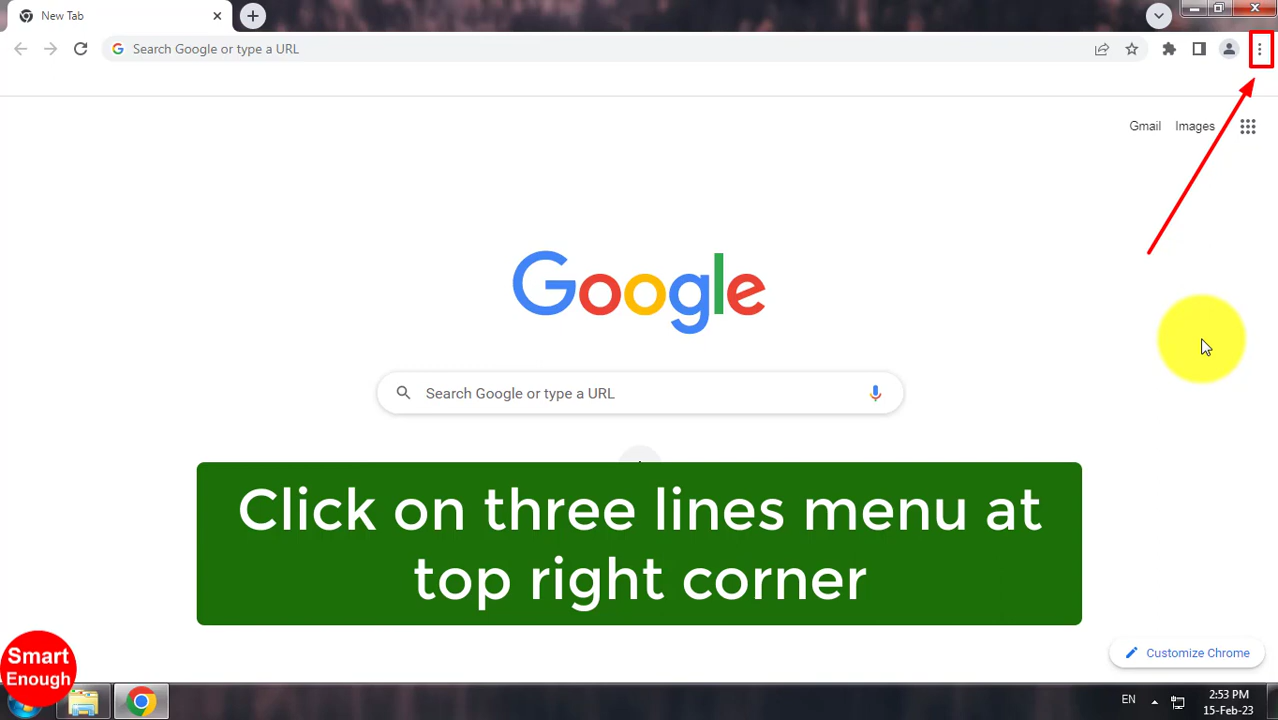 New Tab
Search Google or type a URL
Gmail Images
Google
Search Google or type a URL
Click on three lines menu at
top right corner
Customize Chrome
Smart
Enough
EN
2:53 PM
15-Feb-23